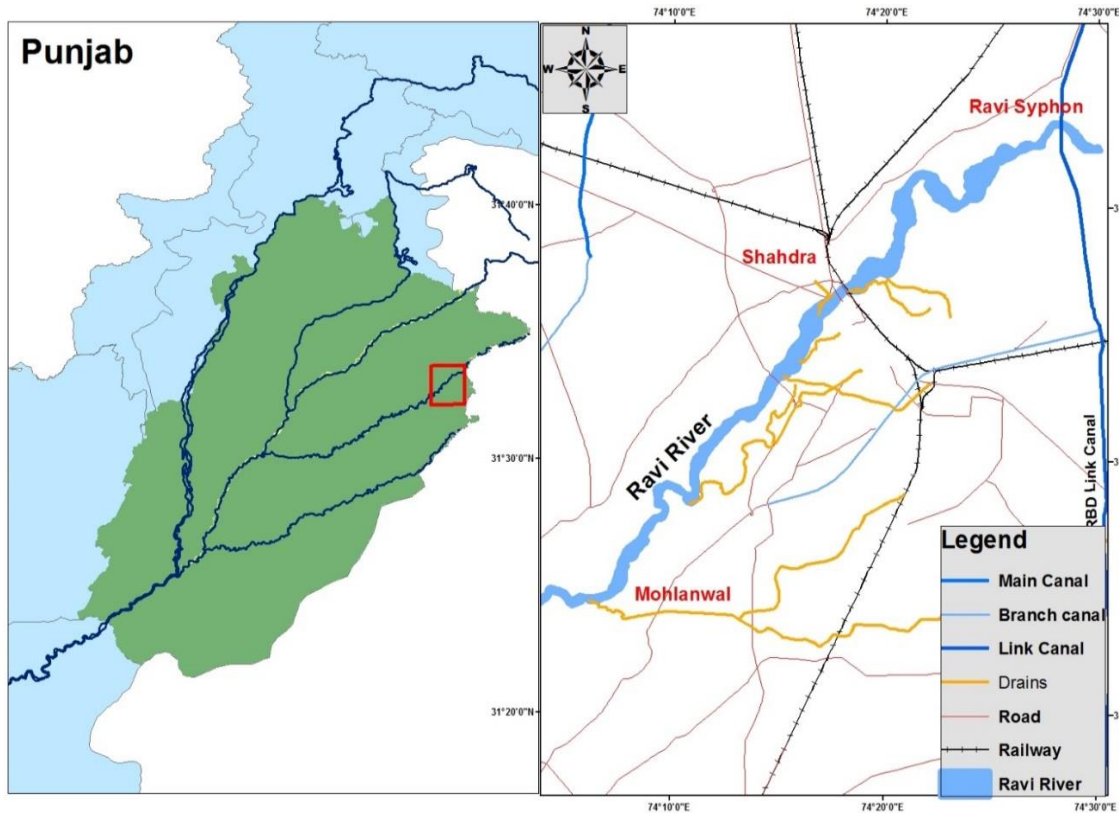 Punjab
74°10'0"E
74°20'0"E
74°30'0"E
N
W
E
S
Ravi Syphon
31°40'0"N
Shahdra
31°30'0"N
Ravi River
RBD Link Canal
Mohlanwal
31°20'0"N
Legend
Main Canal
Branch canal
Link Canal
Drains
Road
Railway
Ravi River
74°10'0"E
74°20'0"E
74°30'0"E